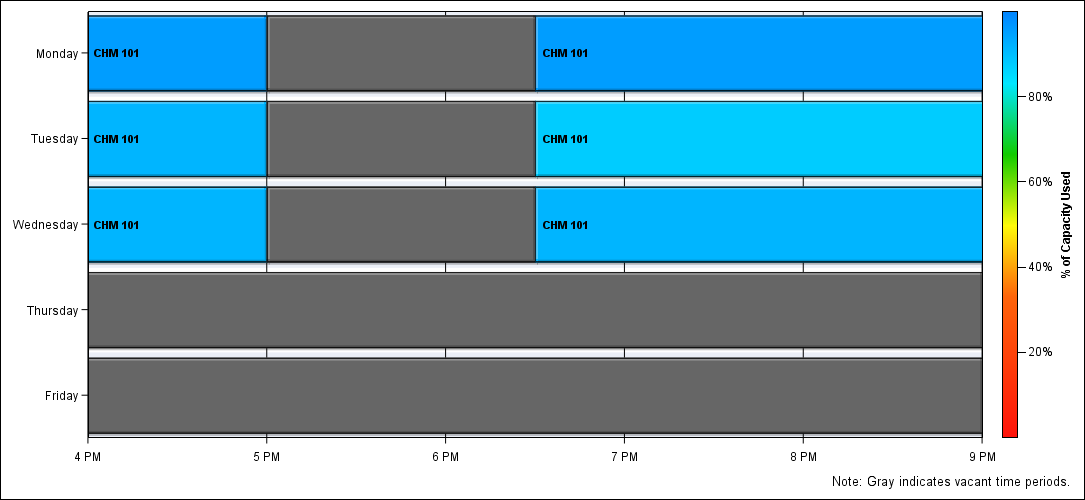 Monday
CHM 101
CHM 101
Tuesday
CHM 101
CHM 101
Wednesday
CHM 101
CHM 101
Thursday
Friday
4 PM
5 PM
6 PM
7 PM
8 PM
9 PM
80%
60%
40%
20%
% of Capacity Used
Note: Gray indicates vacant time periods.